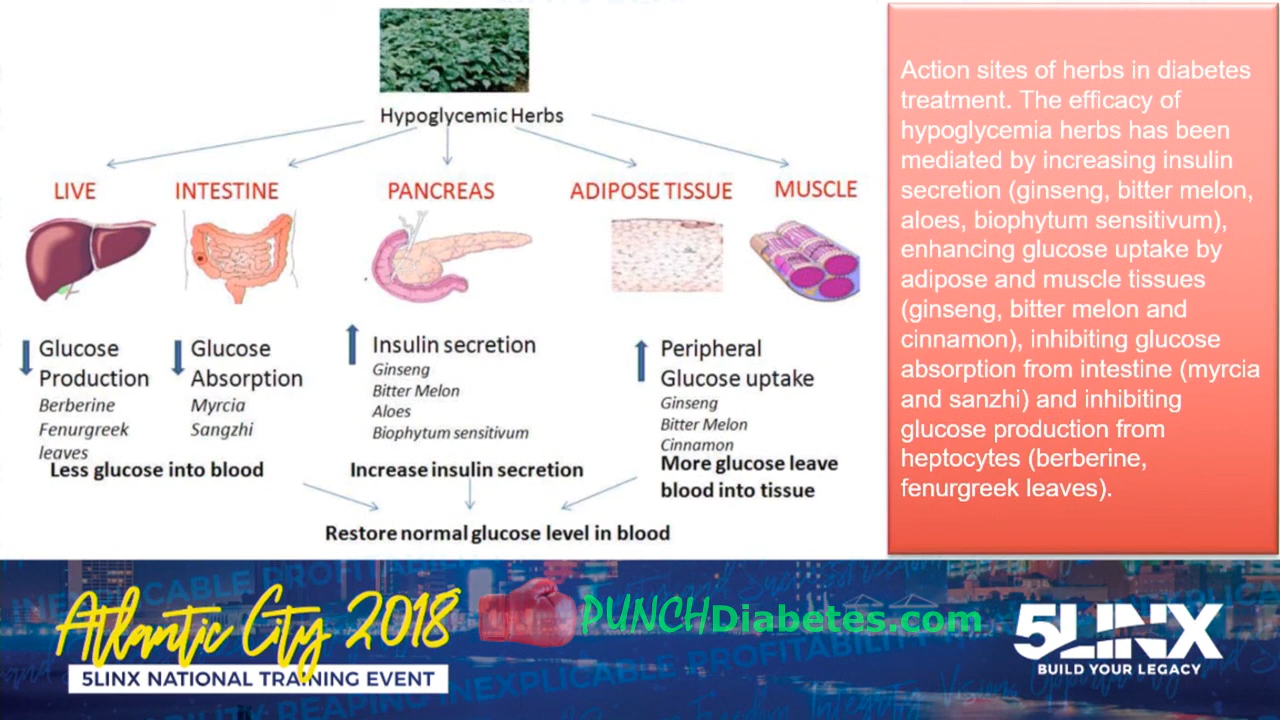 Hypoglycemic Herbs
LIVE
INTESTINE
PANCREAS
ADIPOSE TISSUE
MUSCLE
Glucose
Production
Berberine
Fenurgreek
leaves
Glucose
Absorption
Myrcia
Sangzhi
Less glucose into blood
Insulin secretion
Ginseng
Bitter Melon
Aloes
Biophytum sensitivum
Increase insulin secretion
Peripheral
Glucose uptake
Ginseng
Bitter Melon
Cinnamon
More glucose leave
blood into tissue
Restore normal glucose level in blood
Action sites of herbs in diabetes
treatment. The efficacy of
hypoglycemia herbs has been
mediated by increasing insulin
secretion (ginseng, bitter melon,
aloes, biophytum sensitivum),
enhancing glucose uptake by
adipose and muscle tissues
(ginseng, bitter melon and
cinnamon), inhibiting glucose
absorption from intestine (myrcia
and sanzhi) and inhibiting
glucose production from
heptocytes (berberine,
fenurgreek leaves).
Atlantic City 2018
5LINX NATIONAL TRAINING EVENT
PUNCHDiabetes.com
5LINX
BUILD YOUR LEGACY
INEXPLICABLE PROFITABILITY
REAPING INEXPLICABLE PROFITABILITY